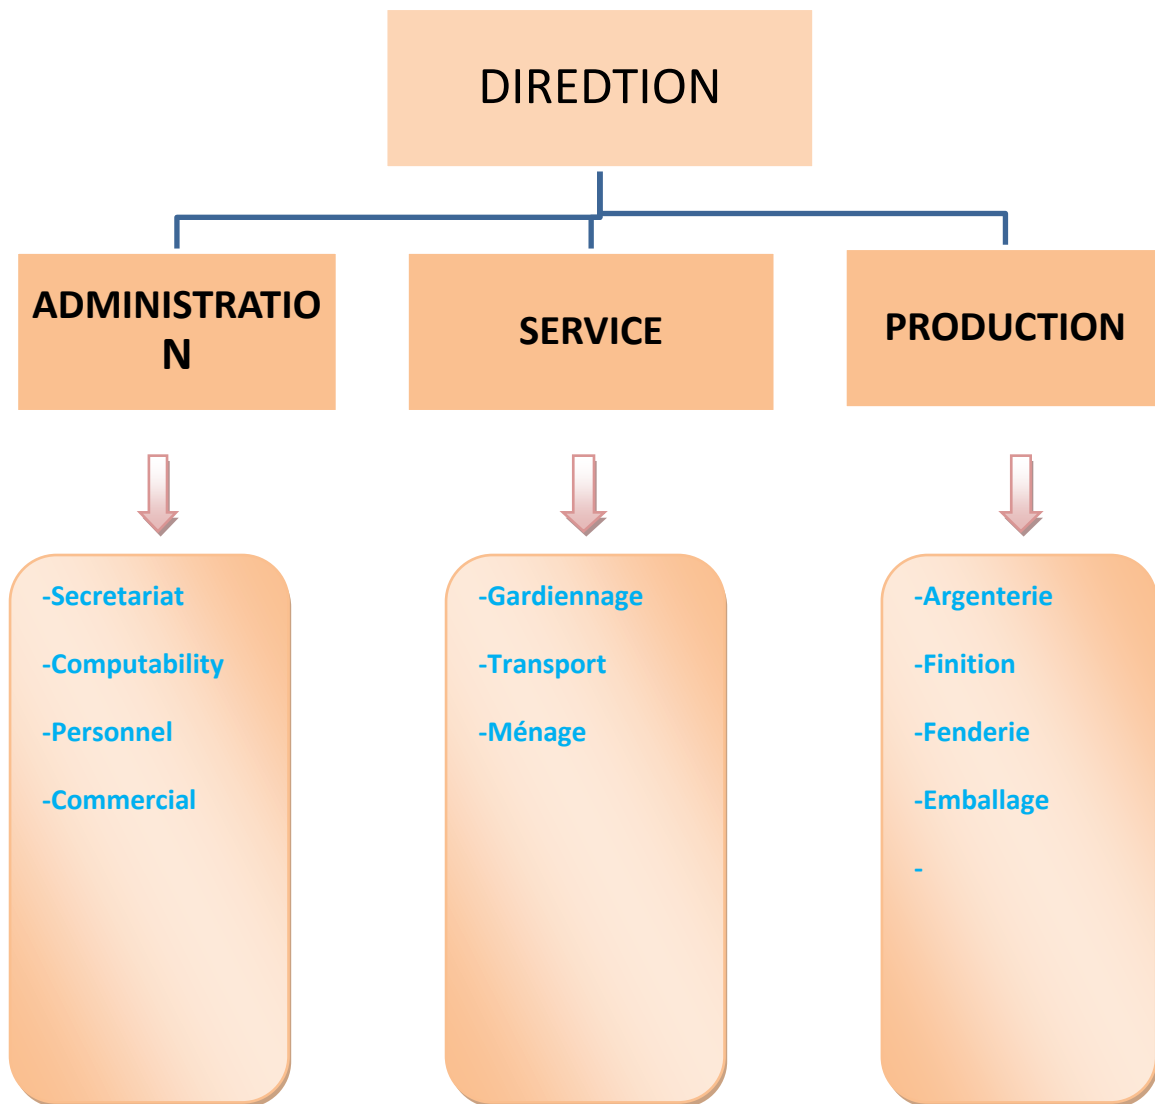 DIREDTION
ADMINISTRATIO
N
SERVICE
PRODUCTION
-Secretariat
-Computability
-Personnel
-Commercial
-Gardiennage
-Transport
-Ménage
-Argenterie
-Finition
-Fenderie
-Emballage
-